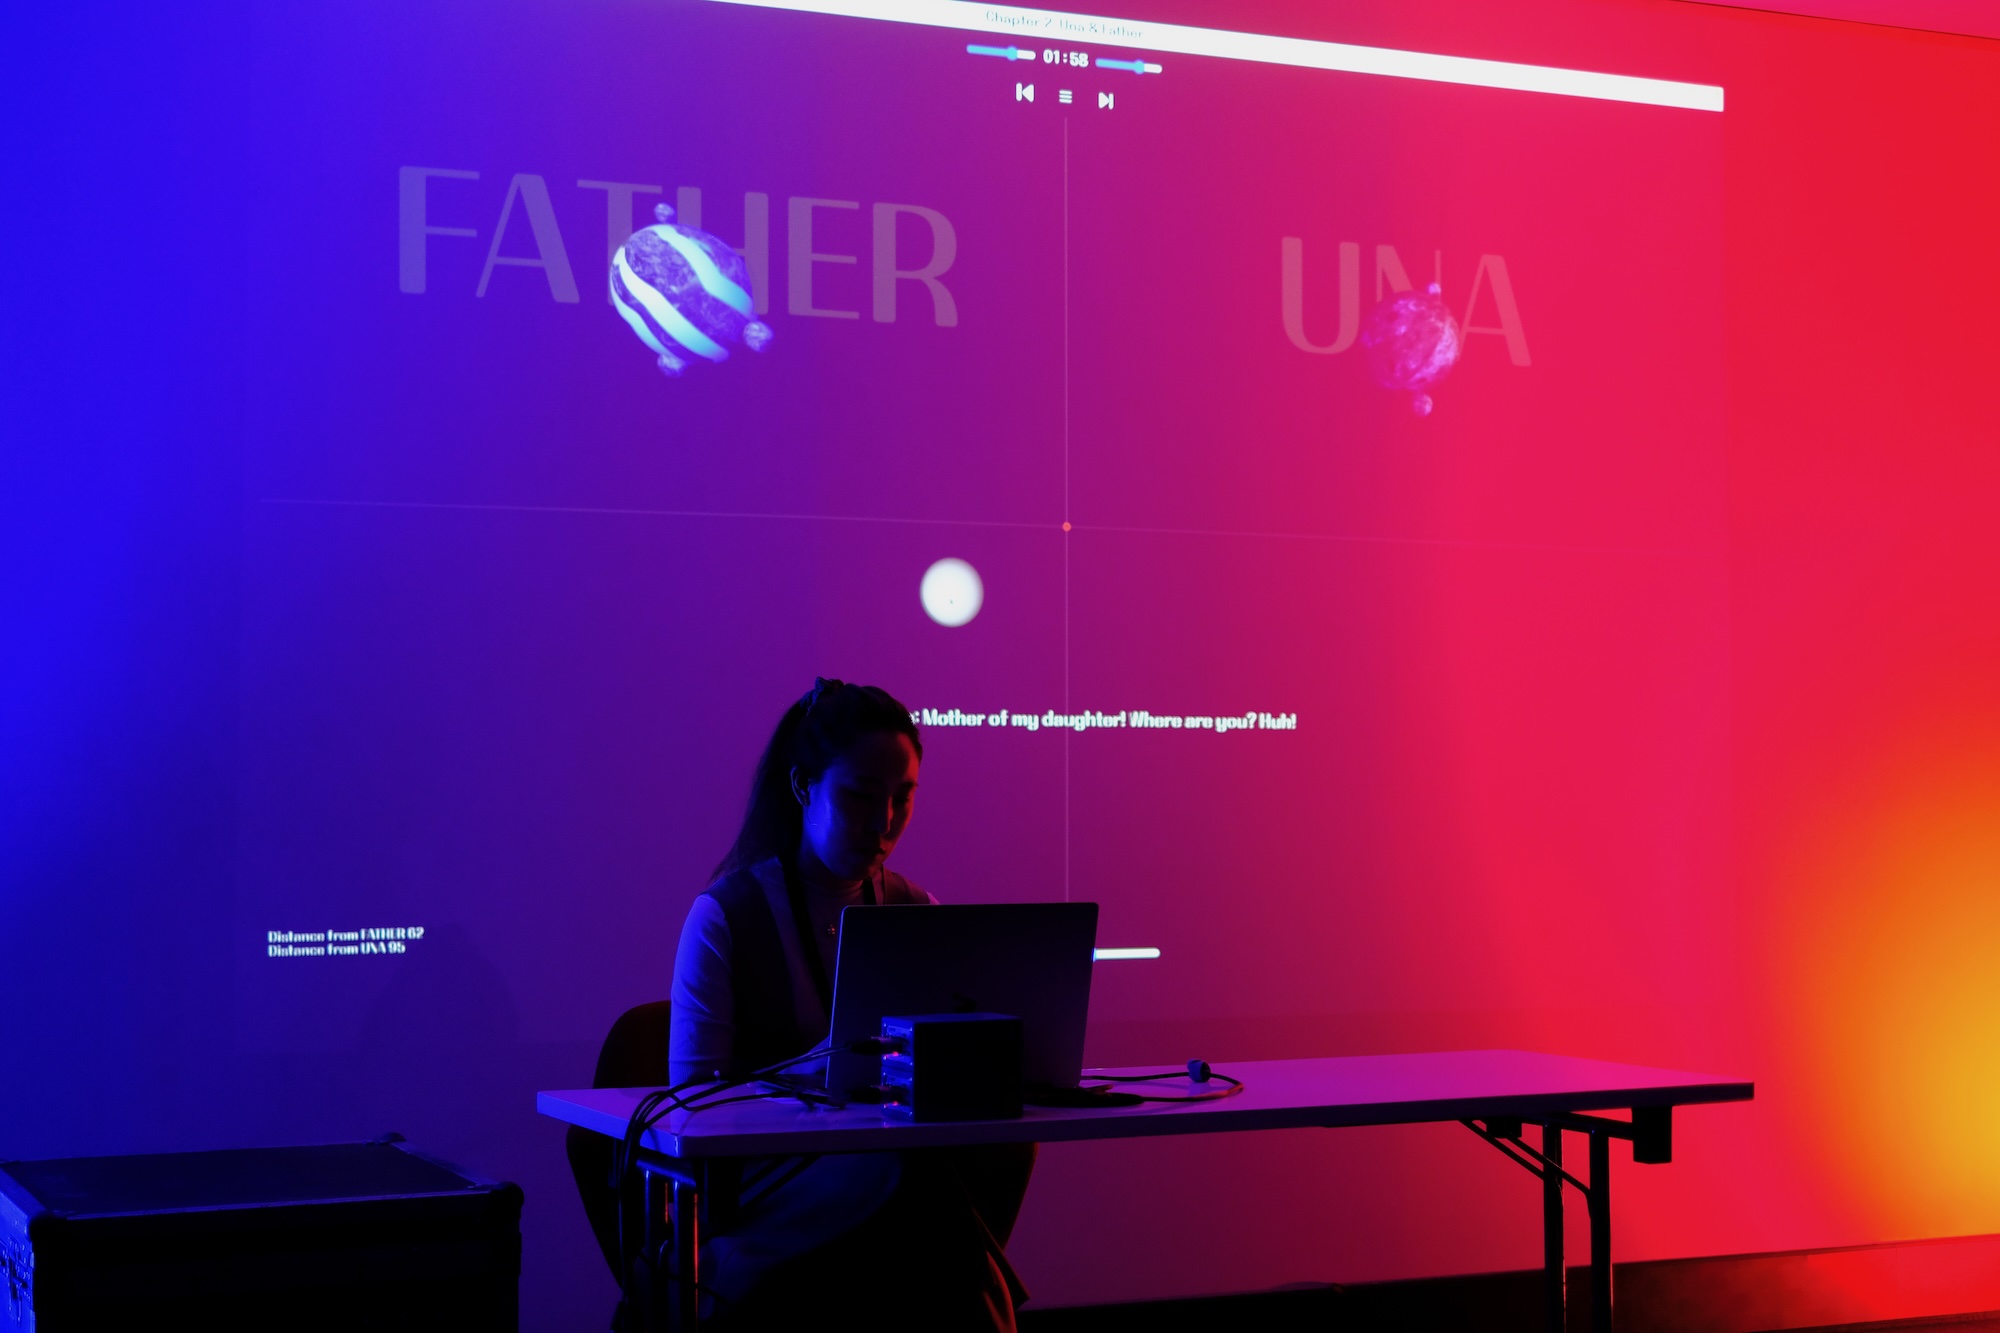 Chapter 2 Una & Father
01:58
FATHER
UNA
: Mother of my daughter! Where are you? Huh!
Distance from FATHER 62
Distance from UNA 95